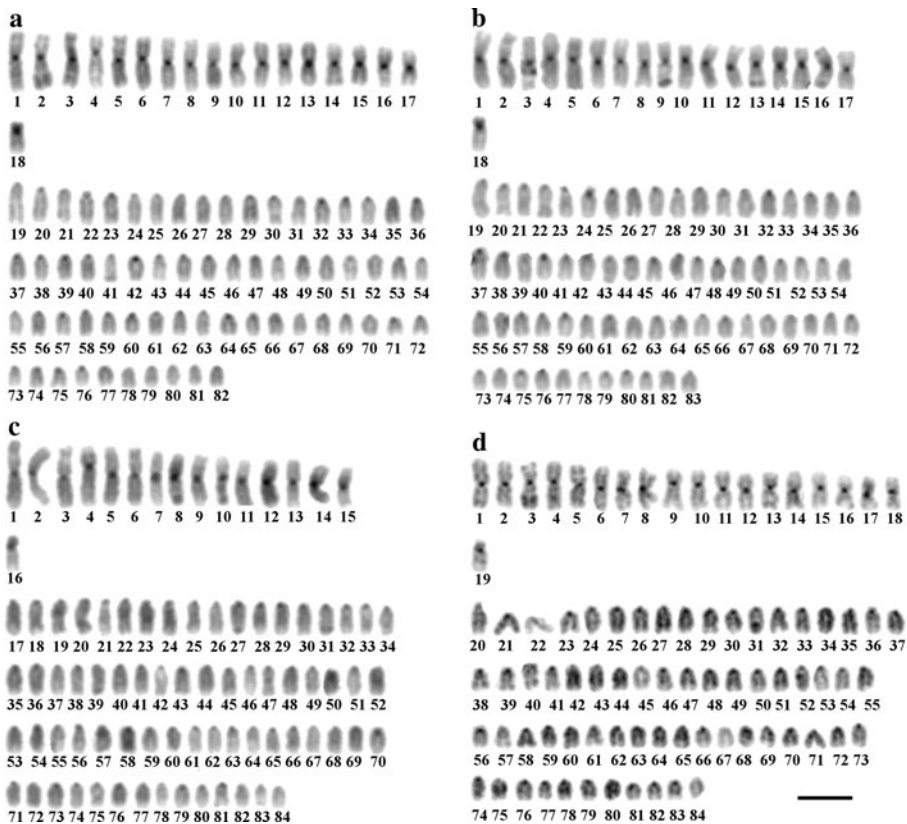 a
1 2 3 4 5 6 7 8 9 10 11 12 13 14 15 16 17
18
19 20 21 22 23 24 25 26 27 28 29 30 31 32 33 34 35 36
37 38 39 40 41 42 43 44 45 46 47 48 49 50 51 52 53 54
55 56 57 58 59 60 61 62 63 64 65 66 67 68 69 70 71 72
73 74 75 76 77 78 79 80 81 82
b
1 2 3 4 5 6 7 8 9 10 11 12 13 14 15 16 17
18
19 20 21 22 23 24 25 26 27 28 29 30 31 32 33 34 35 36
37 38 39 40 41 42 43 44 45 46 47 48 49 50 51 52 53 54
55 56 57 58 59 60 61 62 63 64 65 66 67 68 69 70 71 72
73 74 75 76 77 78 79 80 81 82 83
c
1 2 3 4 5 6 7 8 9 10 11 12 13 14 15
16
17 18 19 20 21 22 23 24 25 26 27 28 29 30 31 32 33 34
35 36 37 38 39 40 41 42 43 44 45 46 47 48 49 50 51 52
53 54 55 56 57 58 59 60 61 62 63 64 65 66 67 68 69 70
71 72 73 74 75 76 77 78 79 80 81 82 83 84
d
1 2 3 4 5 6 7 8 9 10 11 12 13 14 15 16 17 18
19
20 21 22 23 24 25 26 27 28 29 30 31 32 33 34 35 36 37
38 39 40 41 42 43 44 45 46 47 48 49 50 51 52 53 54 55
56 57 58 59 60 61 62 63 64 65 66 67 68 69 70 71 72 73
74 75 76 77 78 79 80 81 82 83 84